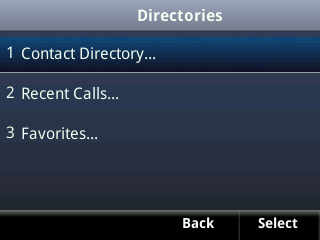 Directories
1 Contact Directory...
2 Recent Calls...
3 Favorites...
Back Select